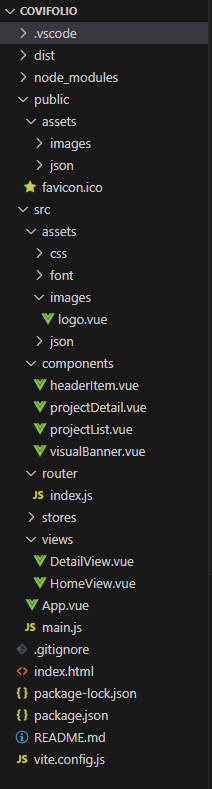 COVIFOLIO
.vscode
dist
node_modules
public
assets
images
json
favicon.ico
src
assets
css
font
images
logo.vue
json
components
headerItem.vue
projectDetail.vue
projectList.vue
visualBanner.vue
router
JS index.js
stores
views
DetailView.vue
HomeView.vue
App.vue
JS main.js
.gitignore
index.html
package-lock.json
package.json
README.md
JS vite.config.js